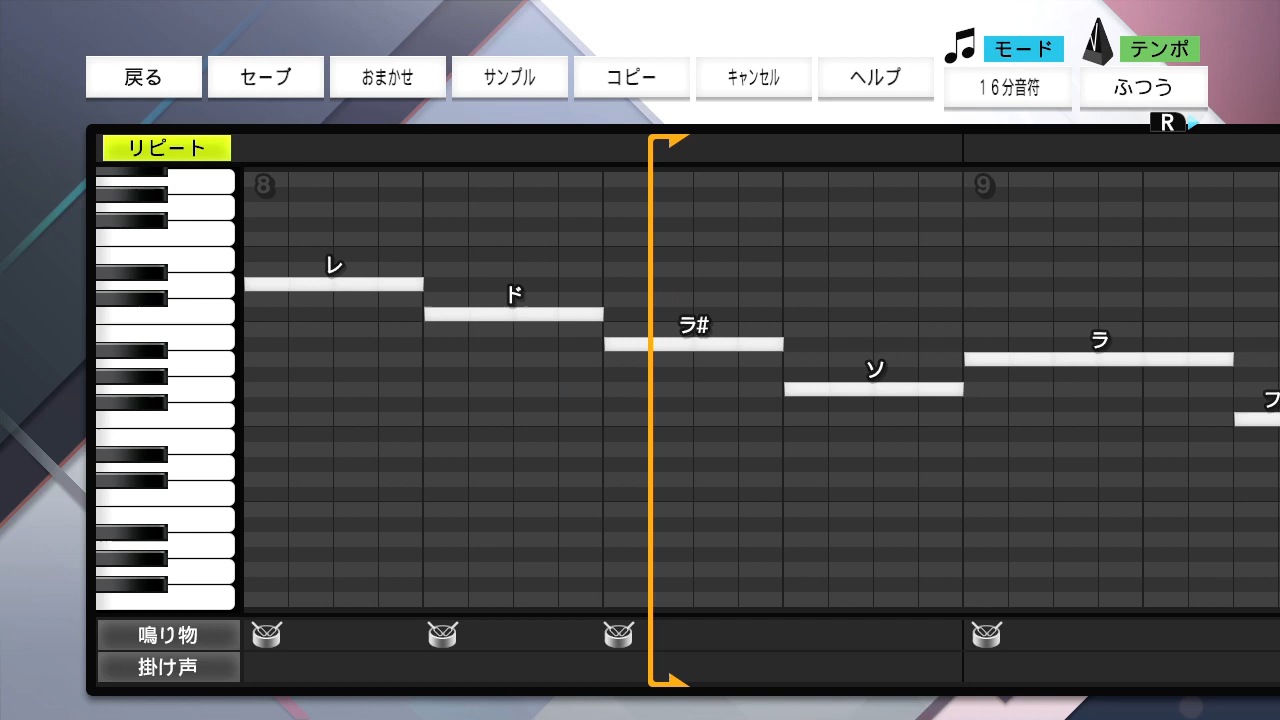 モード
テンポ
戻る
セーブ
おまかせ
サンプル
コピー
キャンセル
ヘルプ
16分音符
ふつう
R
リピート
8
9
レ
ド
ラ#
ソ
ラ
鳴り物
掛け声